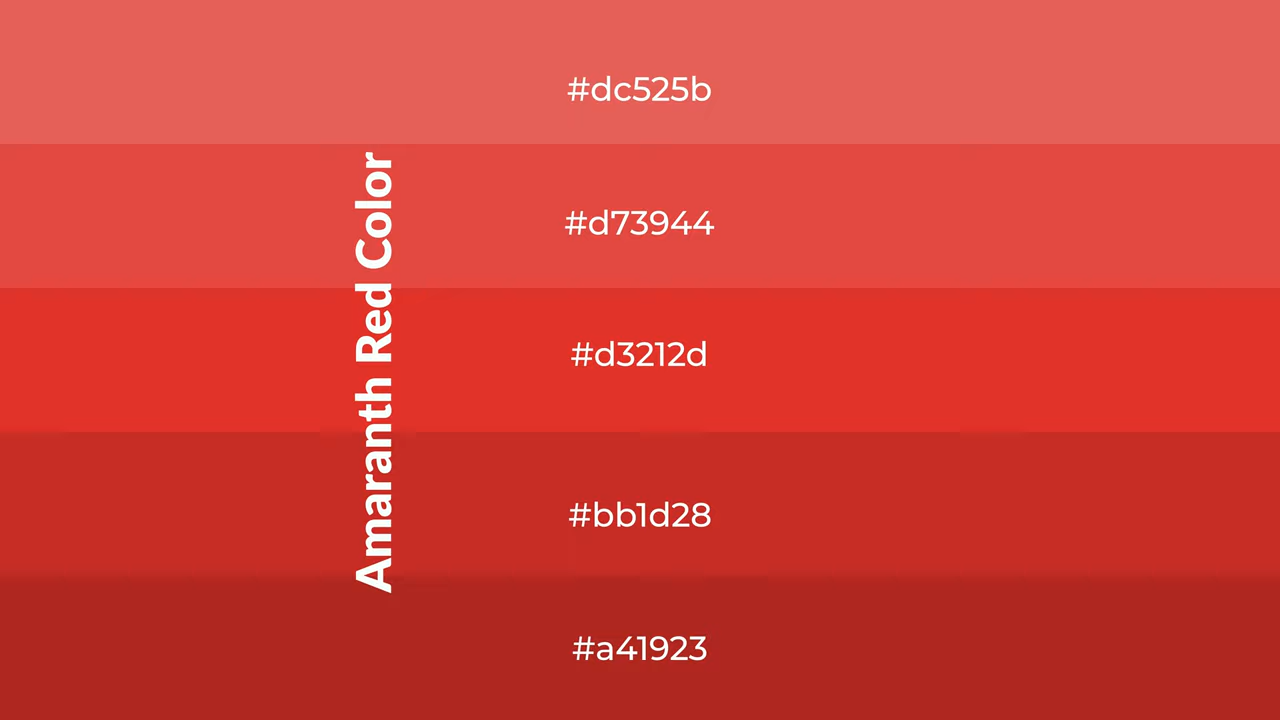 Amaranth Red Color
#dc525b
#d73944
#d3212d
#bb1d28
#a41923